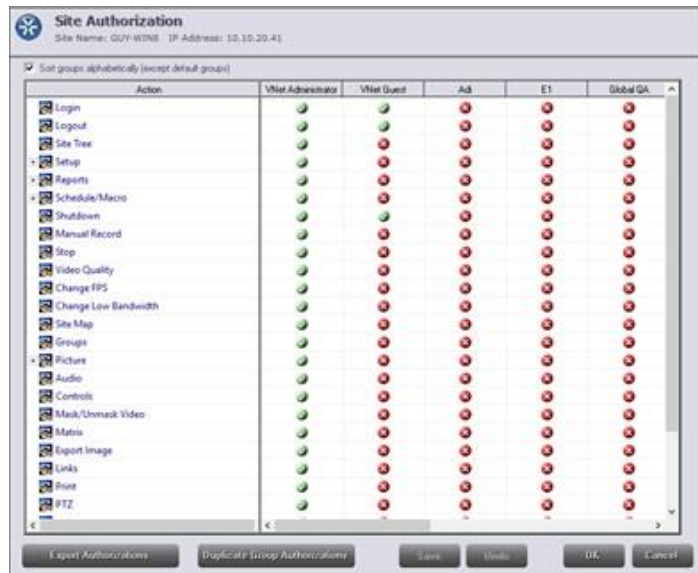 Site Authorization
Site Name: GUY-WIN8 IP Address: 10.10.20.41
Sort groups alphabetically (except default groups)
Action VNet Administrator VNet Guest Adi E1 Global QA
Login
Logout
Site Tree
Setup
Reports
Schedule/Macro
Shutdown
Manual Record
Stop
Video Quality
Change FPS
Change Low Bandwidth
Site Map
Groups
Picture
Audio
Controls
Mask/Unmask Video
Matrix
Export Image
Links
Print
PTZ
Export Authorizations Duplicate Group Authorizations Save Undo OK Cancel